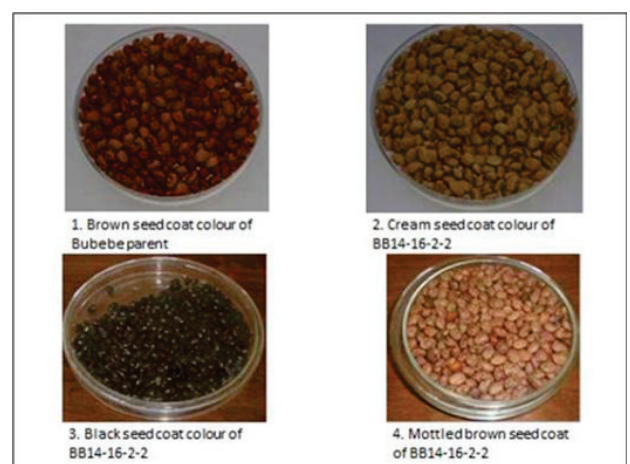 1. Brown seed coat colour of
Bubebe parent
2. Cream seed coat colour of
BB14-16-2-2
3. Black seed coat colour of
BB14-16-2-2
4. Mottled brown seed coat
of BB14-16-2-2